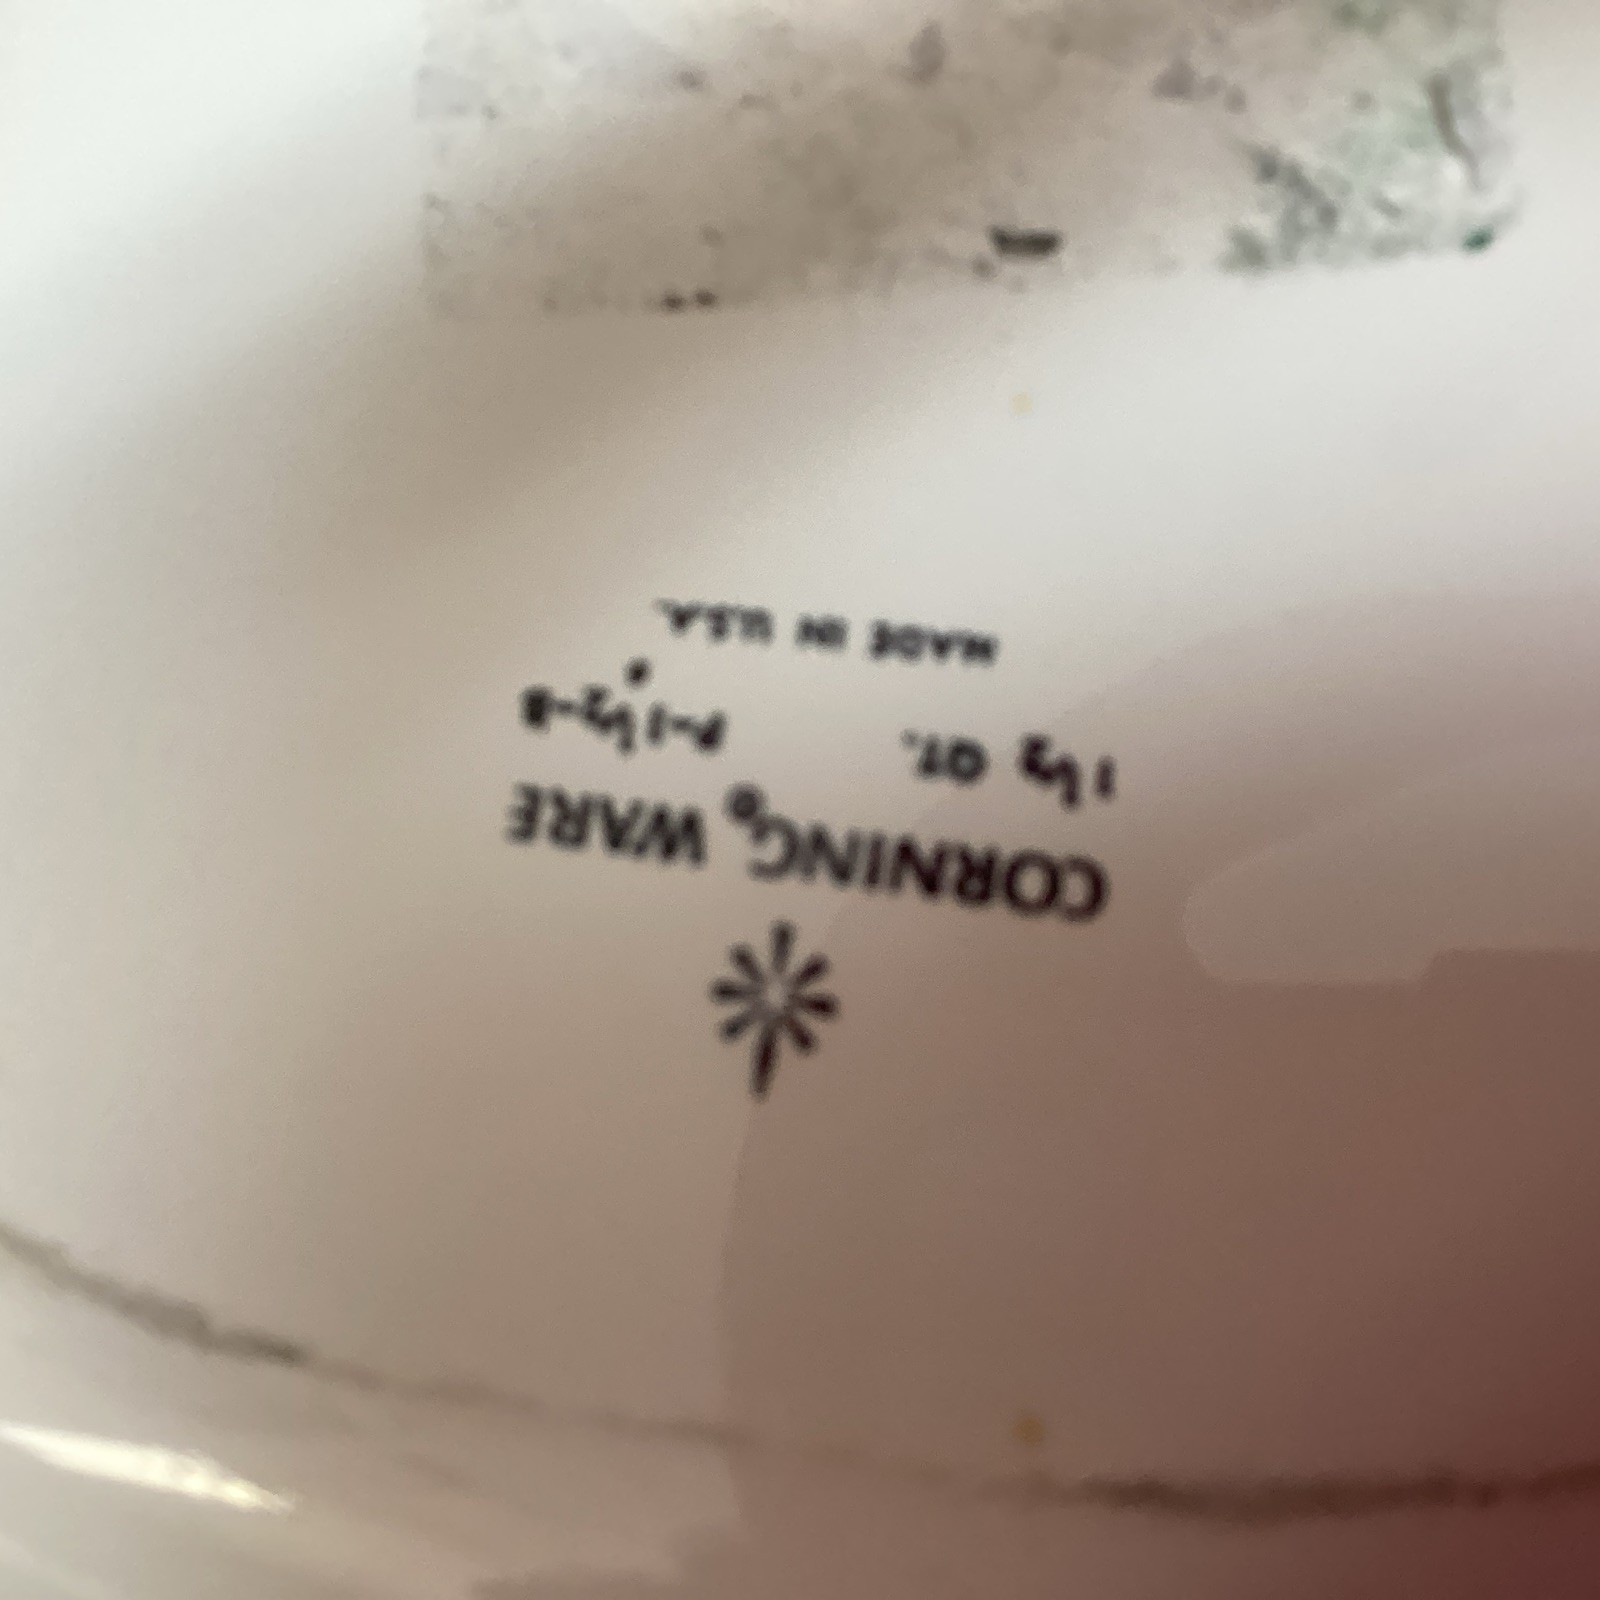 CORNING® WARE
1½ QT. P-1½-B
MADE IN U.S.A.